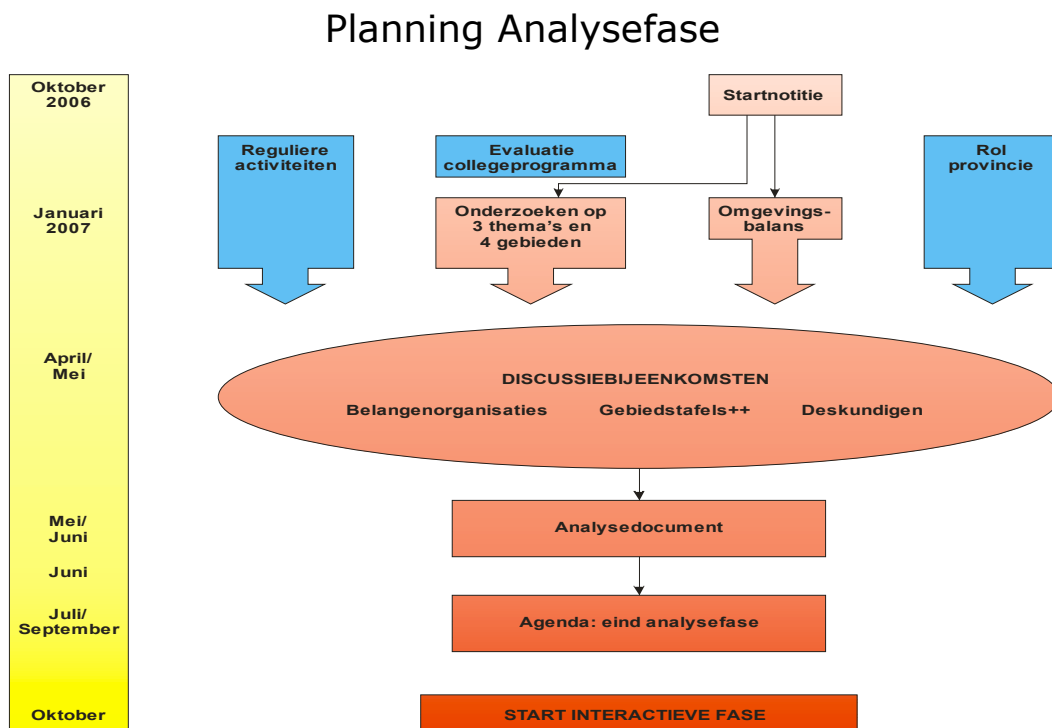 Planning Analysefase
Oktober
2006
Startnotitie
Reguliere
activiteiten
Evaluatie
collegeprogramma
Rol
provincie
Januari
2007
Onderzoeken op
3 thema's en
4 gebieden
Omgevings-
balans
April/
Mei
DISCUSSIEBIJEENKOMSTEN
Belangenorganisaties Gebiedstafels++ Deskundigen
Mei/
Juni
Analysedocument
Juni
Juli/
September
Agenda: eind analysefase
Oktober
START INTERACTIEVE FASE